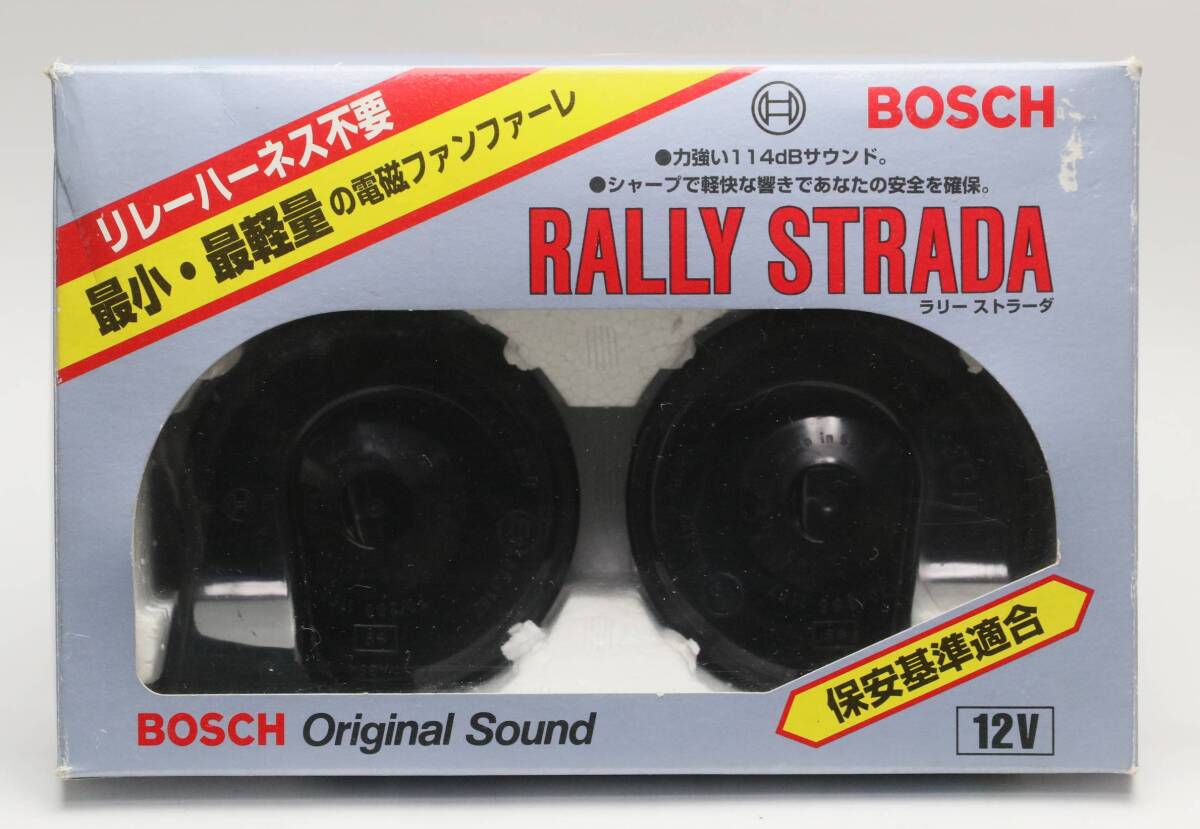 リレーハーネス不要
最小・最軽量の電磁ファンファーレ
BOSCH
●力強い114dBサウンド。
●シャープで軽快な響きであなたの安全を確保。
RALLY STRADA
ラリー ストラーダ
保安基準適合
BOSCH Original Sound
12V